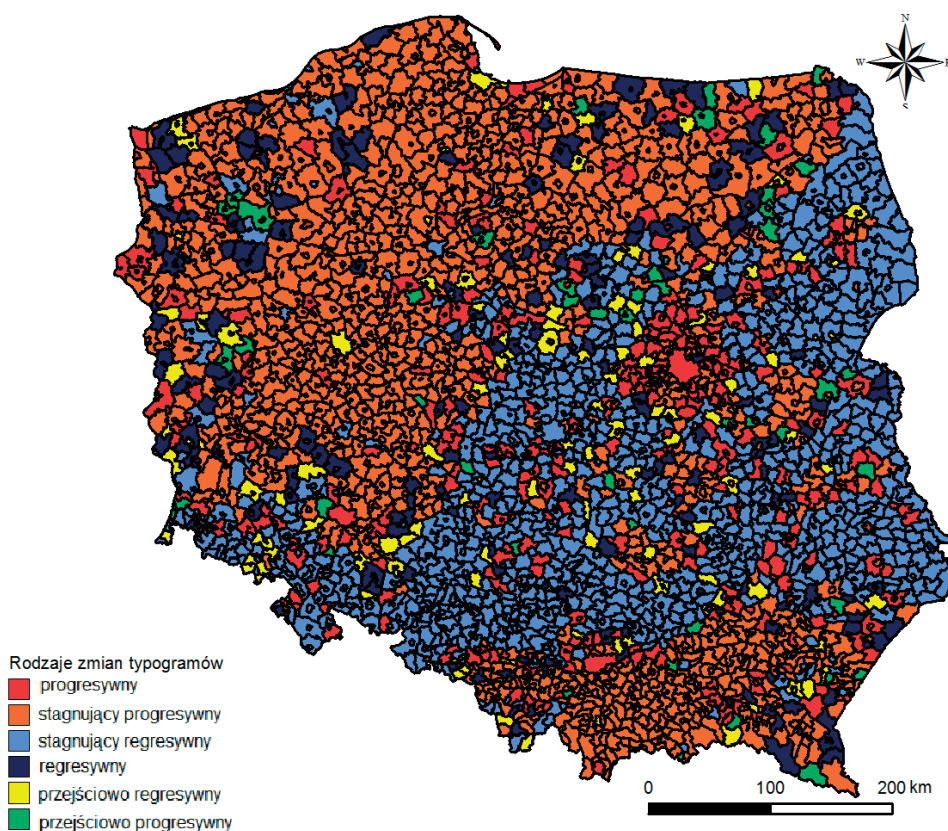 N
W E
S
Rodzaje zmian typogramów
progresywny
stagnujący progresywny
stagnujący regresywny
regresywny
przejściowo regresywny
przejściowo progresywny
0 100 200 km